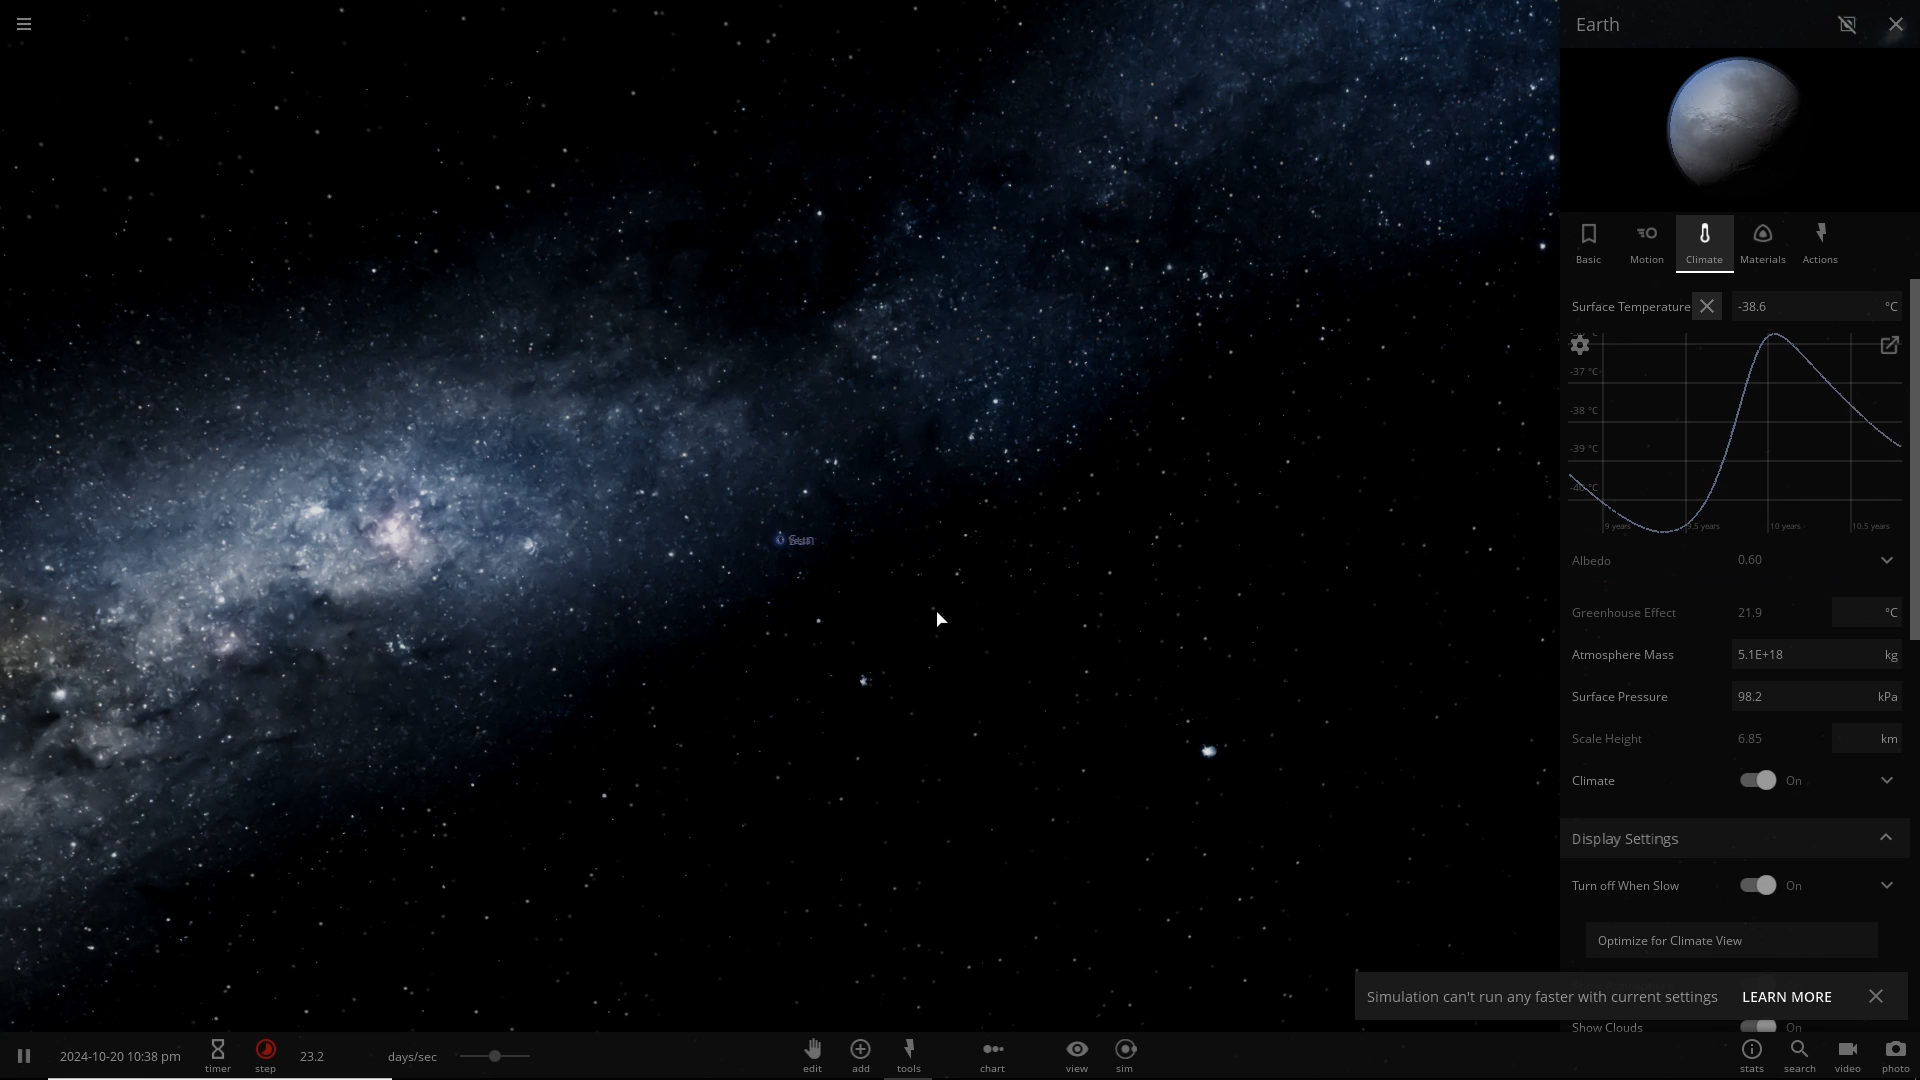 Earth
Basic
Motion
Climate
Materials
Actions
Surface Temperature
-38.6
°C
-37 °C
-38 °C
-39 °C
-40 °C
9 years
9.5 years
10 years
10.5 years
Sun
Albedo
0.60
Greenhouse Effect
21.9
°C
Atmosphere Mass
5.1E+18
kg
Surface Pressure
98.2
kPa
Scale Height
6.85
km
Climate
On
Display Settings
Turn off When Slow
On
Optimize for Climate View
Simulation can't run any faster with current settings
LEARN MORE
Show Clouds
On
2024-10-20 10:38 pm
timer
step
23.2
days/sec
edit
add
tools
chart
view
sim
stats
search
video
photo